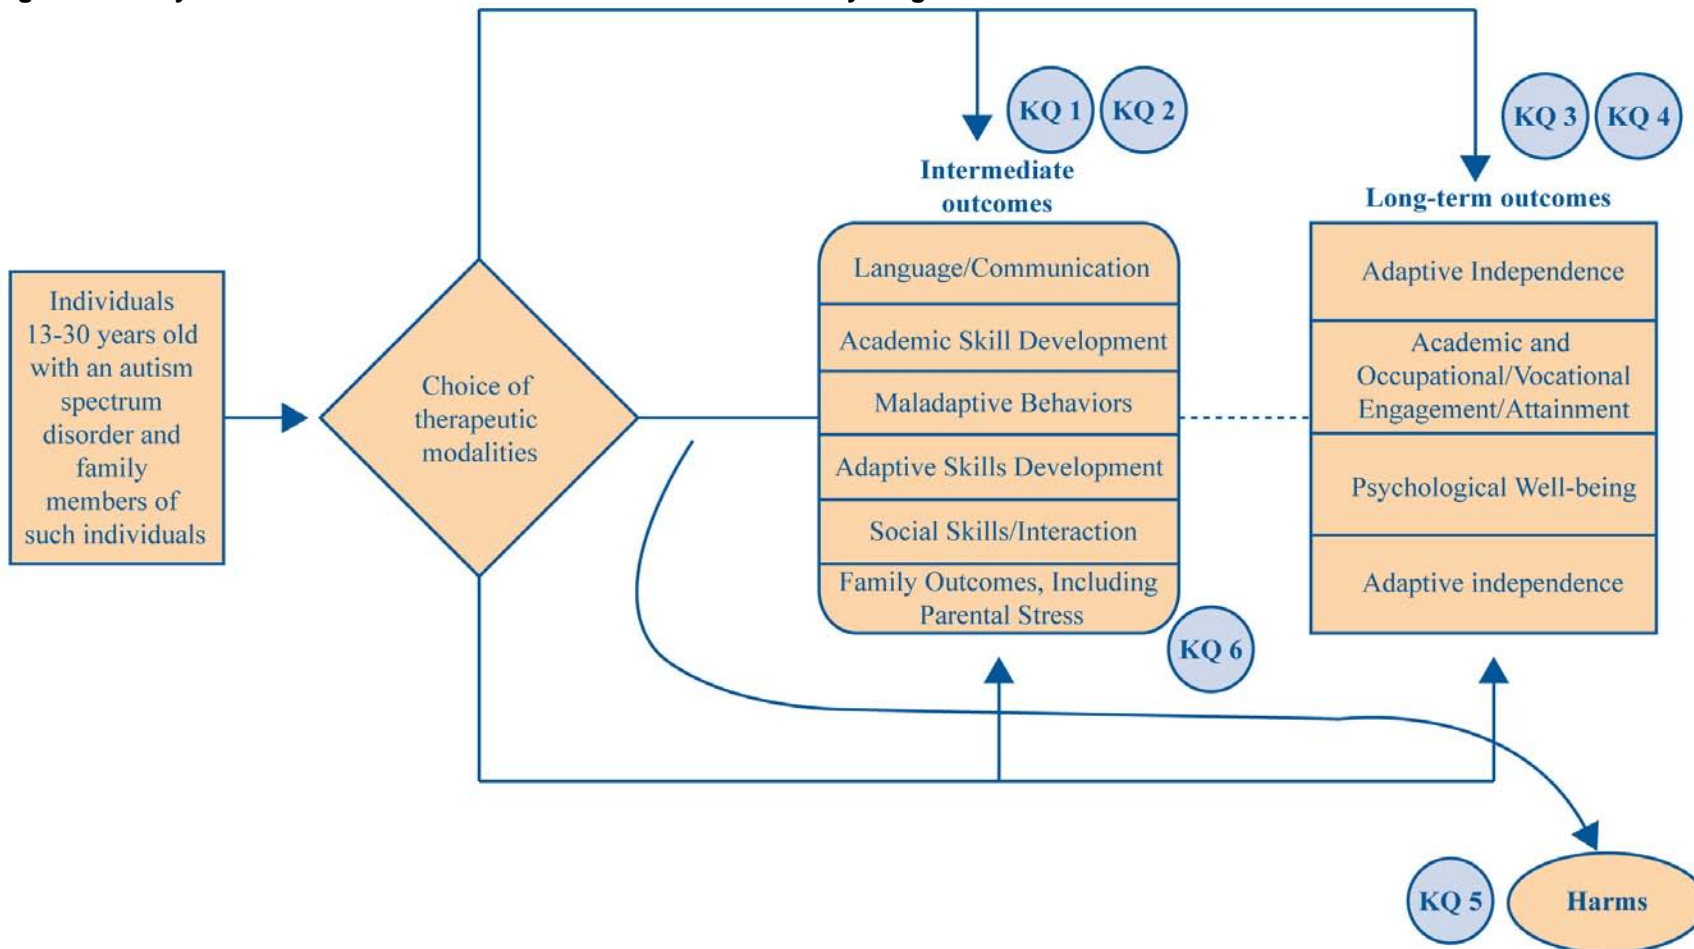 KQ 1
KQ 2
KQ 3
KQ 4
Intermediate
outcomes
Long-term outcomes
Individuals
13-30 years old
with an autism
spectrum
disorder and
family
members of
such individuals
Choice of
therapeutic
modalities
Language/Communication
Academic Skill Development
Maladaptive Behaviors
Adaptive Skills Development
Social Skills/Interaction
Family Outcomes, Including
Parental Stress
KQ 6
Adaptive Independence
Academic and
Occupational/Vocational
Engagement/Attainment
Psychological Well-being
Adaptive independence
KQ 5
Harms